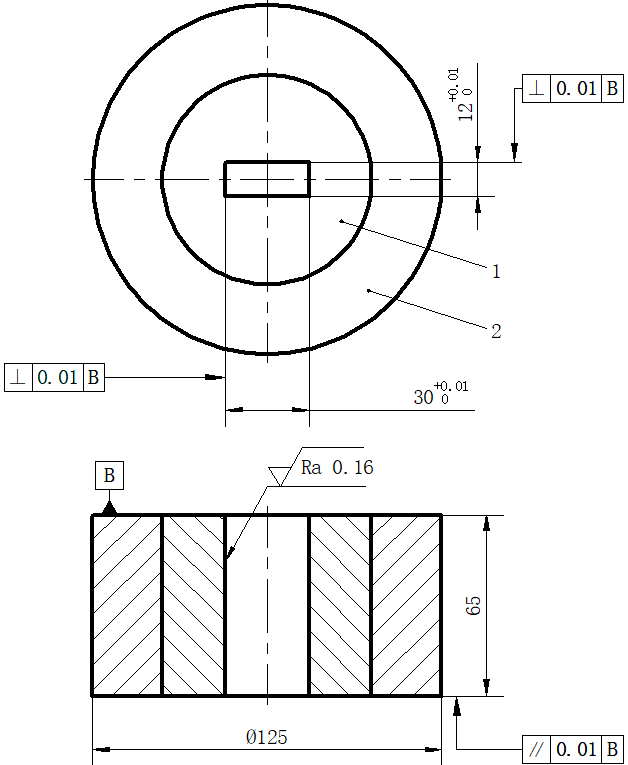 12 +0.01 0
⊥ 0.01 B
1
2
⊥ 0.01 B
30 +0.01 0
B
Ra 0.16
65
Ø125
// 0.01 B